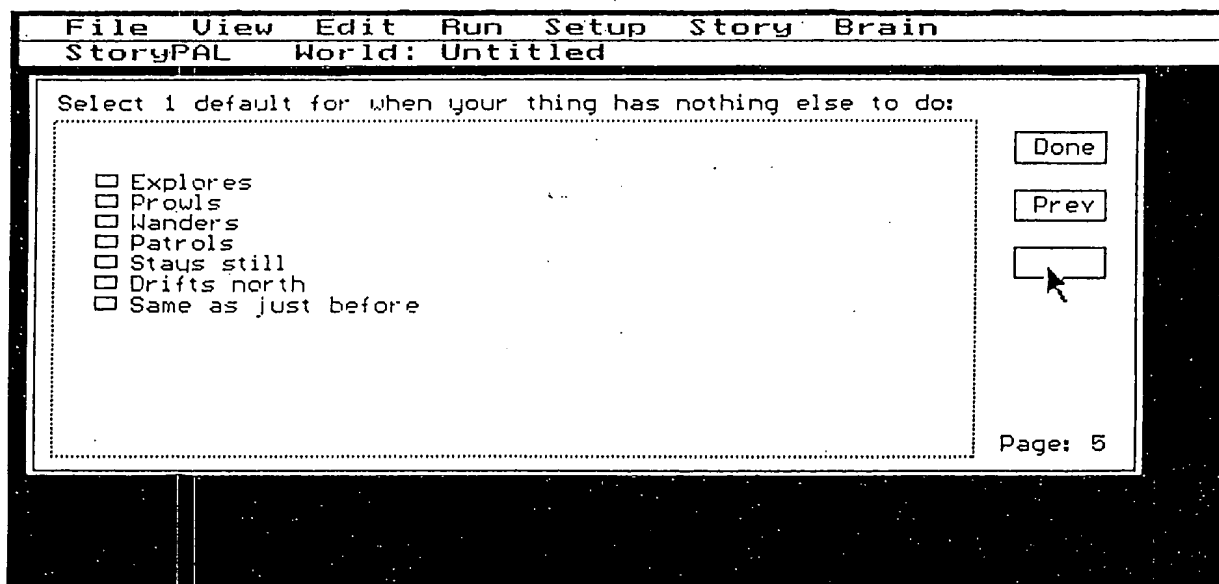 File View Edit Run Setup Story Brain
StoryPAL World: Untitled
Select 1 default for when your thing has nothing else to do:
Done
Explores
Prowls
Prev
Wanders
Patrols
Stays still
Drifts north
Same as just before
Page: 5